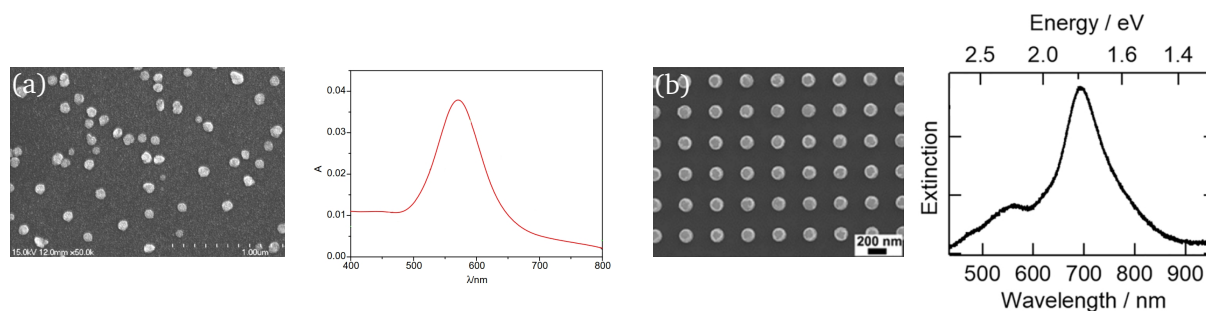 (a)
15.0kV 12.0mm x50.0k 1.00um
A
0.04
0.03
0.02
0.01
0.00
400 500 600 700 800
λ/nm
(b)
200 nm
Energy / eV
2.5 2.0 1.6 1.4
Extinction
500 600 700 800 900
Wavelength / nm